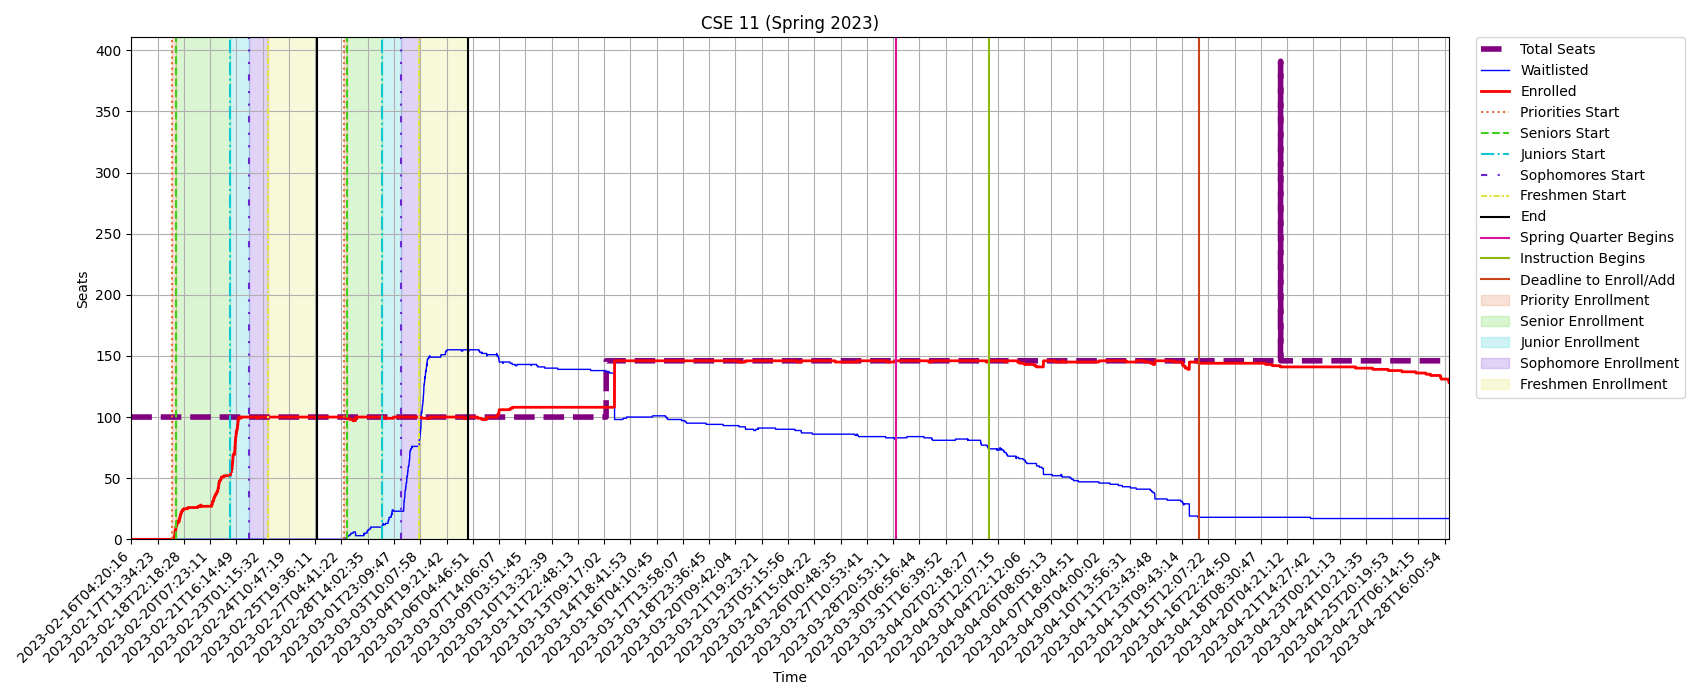 CSE 11 (Spring 2023)
400
350
300
250
200
150
100
50
0
Seats
2023-02-16T04:20:16
2023-02-17T13:34:23
2023-02-18T22:18:28
2023-02-20T07:23:11
2023-02-21T16:14:49
2023-02-23T01:15:32
2023-02-24T10:47:19
2023-02-25T19:36:11
2023-02-27T04:41:22
2023-02-28T14:02:35
2023-03-01T23:09:47
2023-03-03T10:07:58
2023-03-04T19:21:42
2023-03-06T04:46:51
2023-03-07T14:06:07
2023-03-09T03:51:45
2023-03-10T13:32:39
2023-03-11T22:48:13
2023-03-13T09:17:02
2023-03-14T18:41:53
2023-03-16T04:10:45
2023-03-17T13:58:07
2023-03-18T23:36:45
2023-03-20T09:42:04
2023-03-21T19:23:21
2023-03-23T05:15:56
2023-03-24T15:04:22
2023-03-26T00:48:35
2023-03-27T10:53:41
2023-03-28T20:53:11
2023-03-30T06:56:44
2023-03-31T16:39:52
2023-04-02T02:18:27
2023-04-03T12:07:15
2023-04-04T22:12:06
2023-04-06T08:05:13
2023-04-07T18:04:51
2023-04-09T04:00:02
2023-04-10T13:56:31
2023-04-11T23:43:48
2023-04-13T09:43:14
2023-04-15T12:07:22
2023-04-16T22:24:50
2023-04-18T08:30:47
2023-04-20T04:21:12
2023-04-21T14:27:42
2023-04-23T00:21:13
2023-04-24T10:21:35
2023-04-25T20:19:53
2023-04-27T06:14:15
2023-04-28T16:00:54
Time
Total Seats
Waitlisted
Enrolled
Priorities Start
Seniors Start
Juniors Start
Sophomores Start
Freshmen Start
End
Spring Quarter Begins
Instruction Begins
Deadline to Enroll/Add
Priority Enrollment
Senior Enrollment
Junior Enrollment
Sophomore Enrollment
Freshmen Enrollment